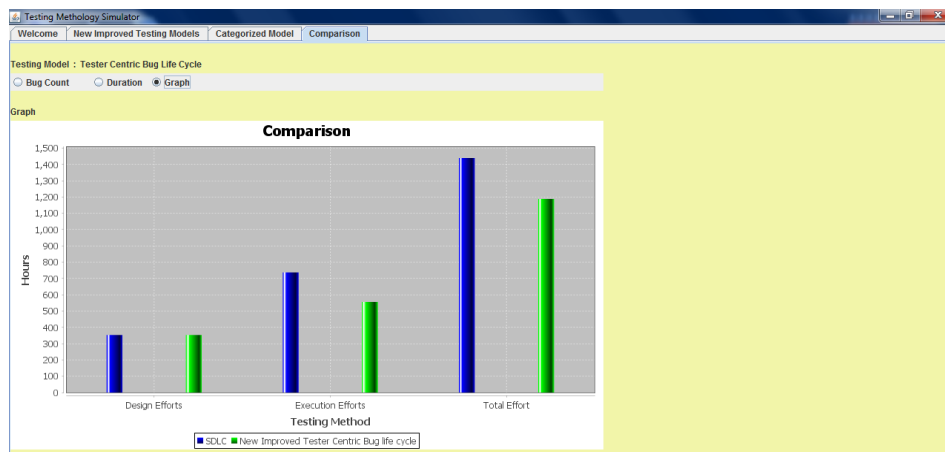 Testing Methology Simulator
Welcome New Improved Testing Models Categorized Model Comparison
Testing Model : Tester Centric Bug Life Cycle
Bug Count Duration Graph
Graph
Comparison
1,500
1,400
1,300
1,200
1,100
1,000
900
800
700
600
500
400
300
200
100
0
Hours
Design Efforts Execution Efforts Total Effort
Testing Method
SDLC New Improved Tester Centric Bug life cycle